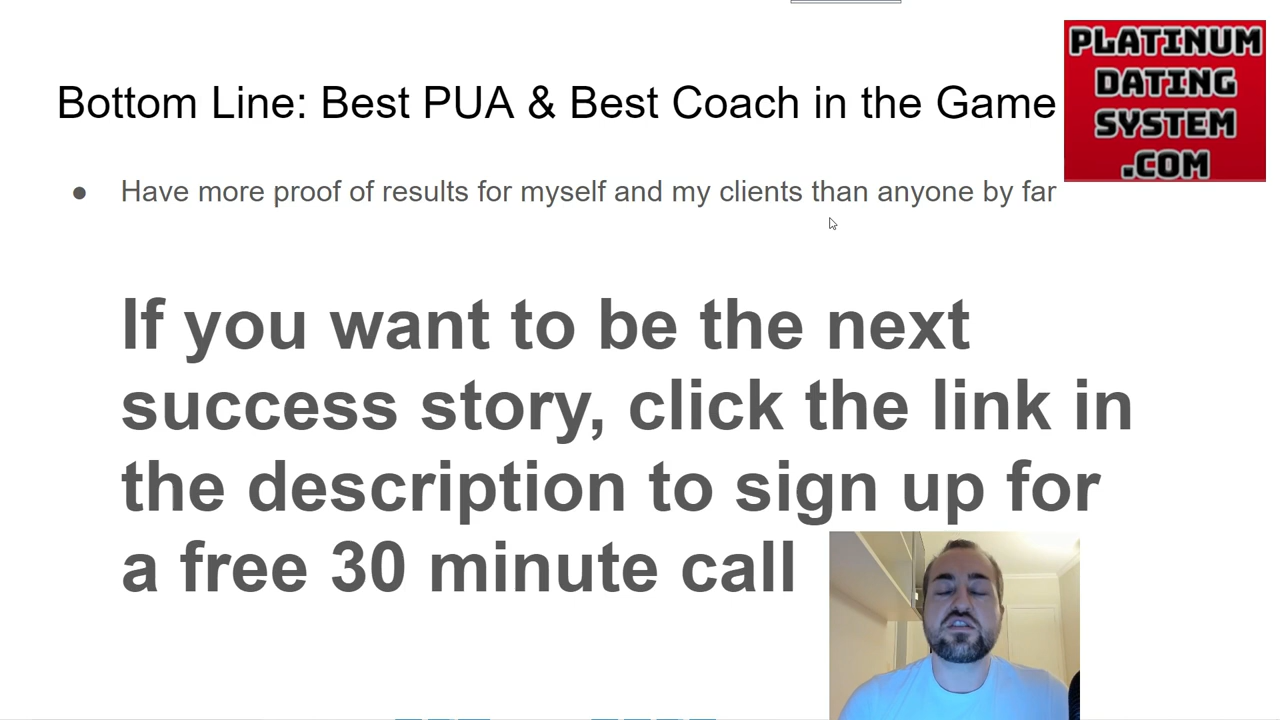 PLATINUM
DATING
SYSTEM
.COM
Bottom Line: Best PUA & Best Coach in the Game
● Have more proof of results for myself and my clients than anyone by far
If you want to be the next
success story, click the link in
the description to sign up for
a free 30 minute call